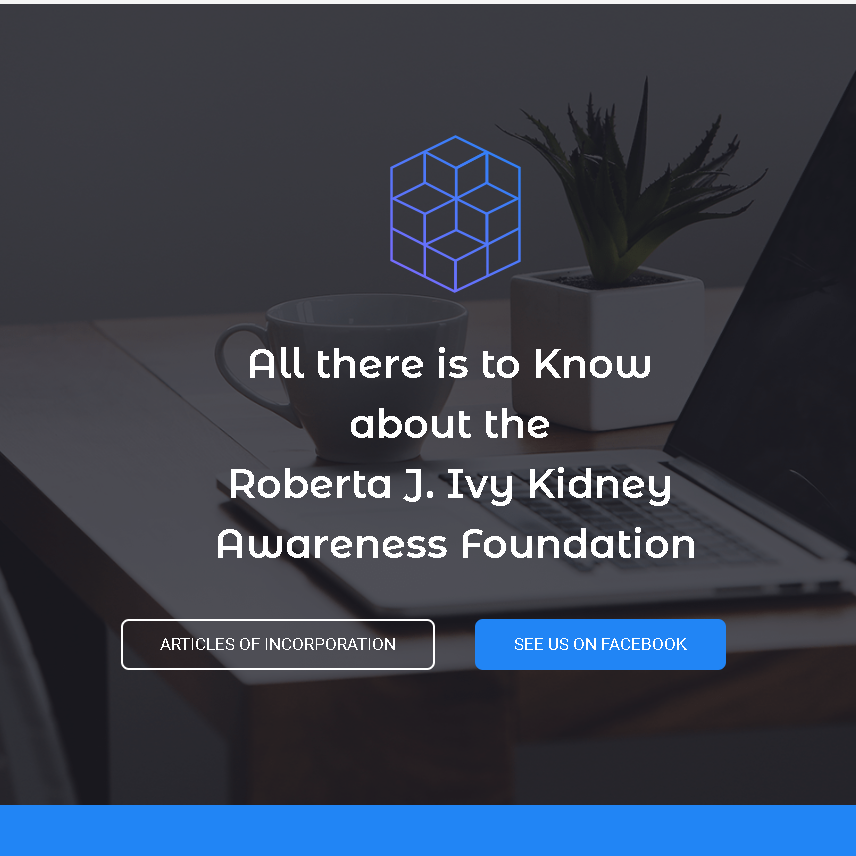 All there is to Know
about the
Roberta J. Ivy Kidney
Awareness Foundation
ARTICLES OF INCORPORATION
SEE US ON FACEBOOK